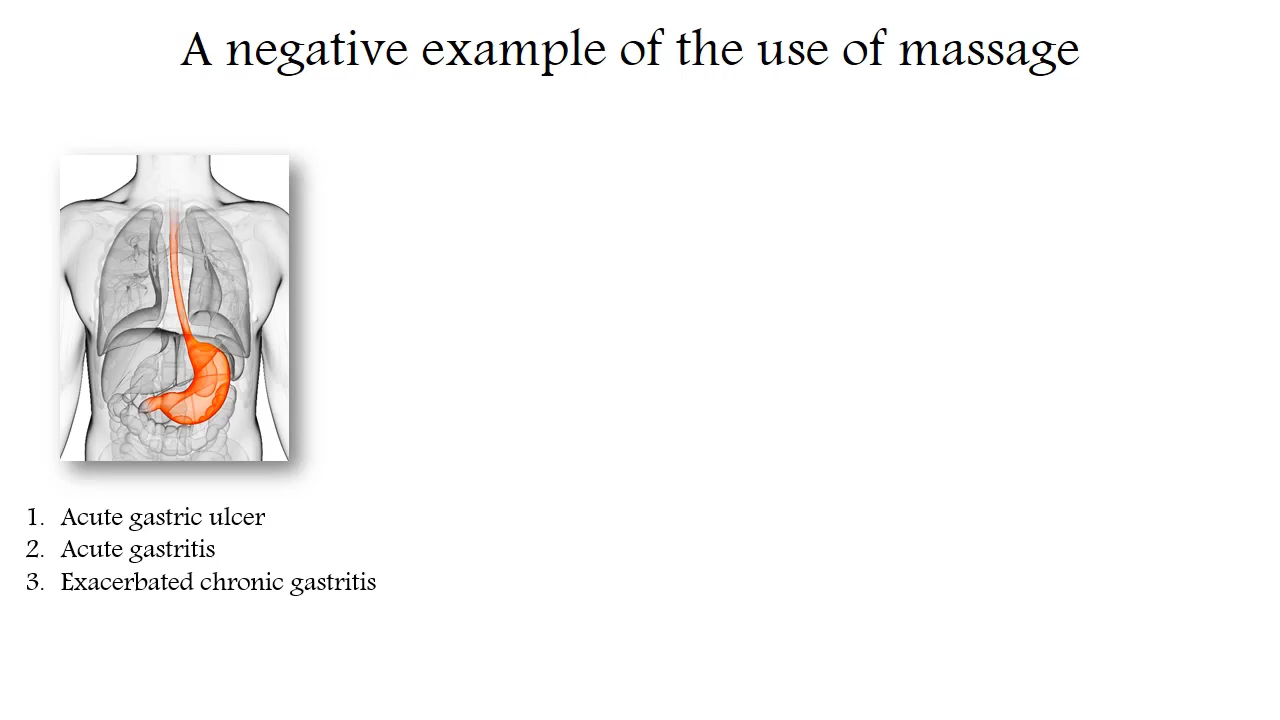 A negative example of the use of massage
1. Acute gastric ulcer
2. Acute gastritis
3. Exacerbated chronic gastritis